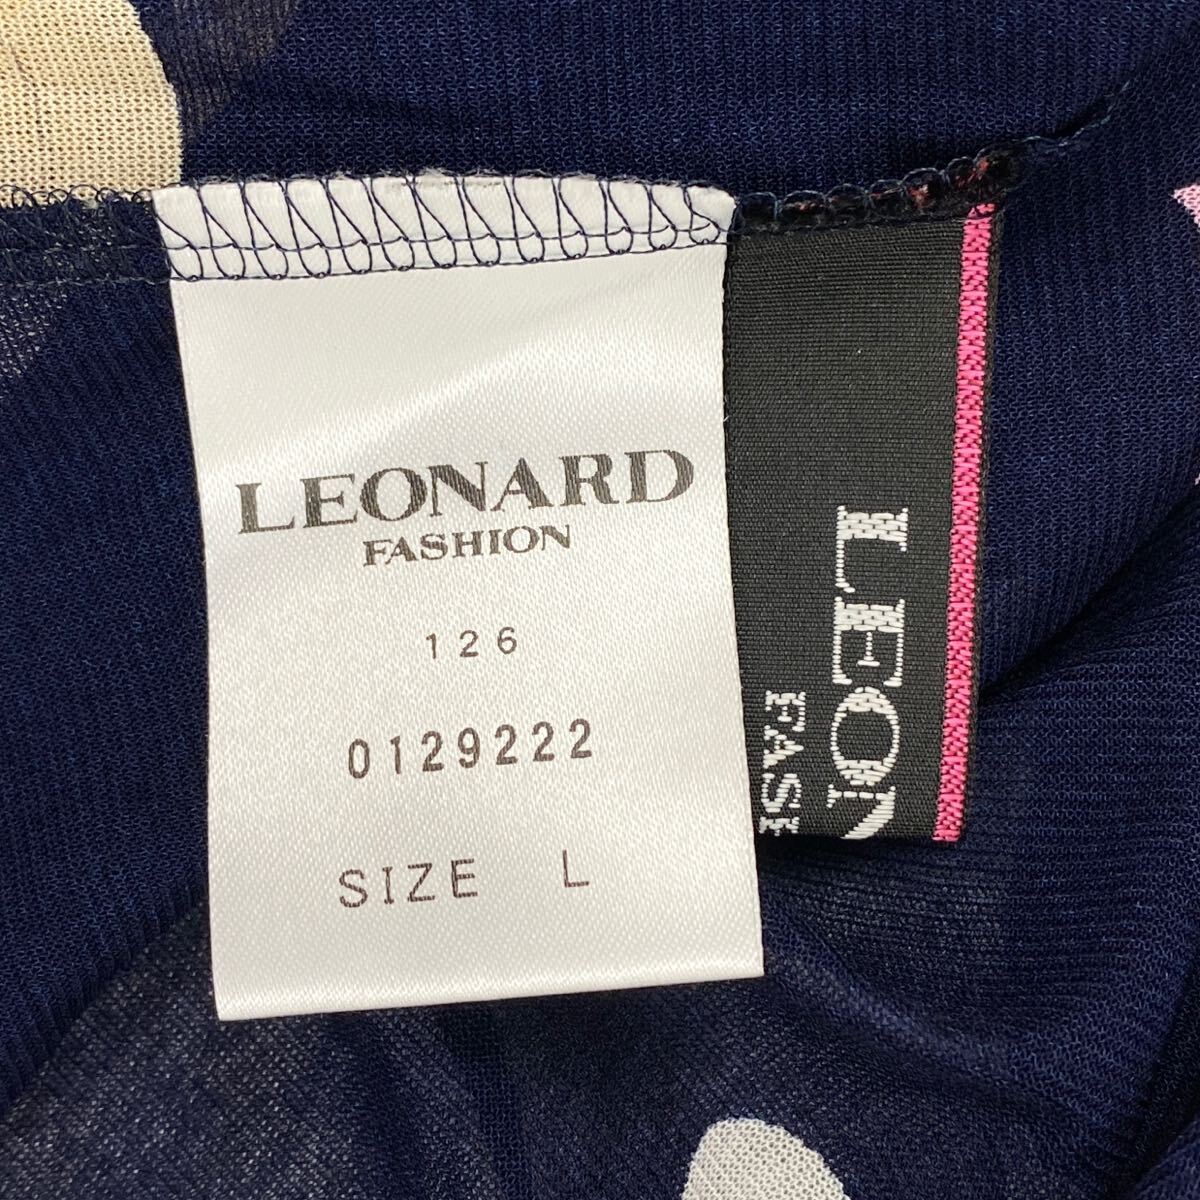 LEONARD
FASHION
126
0129222
SIZE L
LEON
FASH